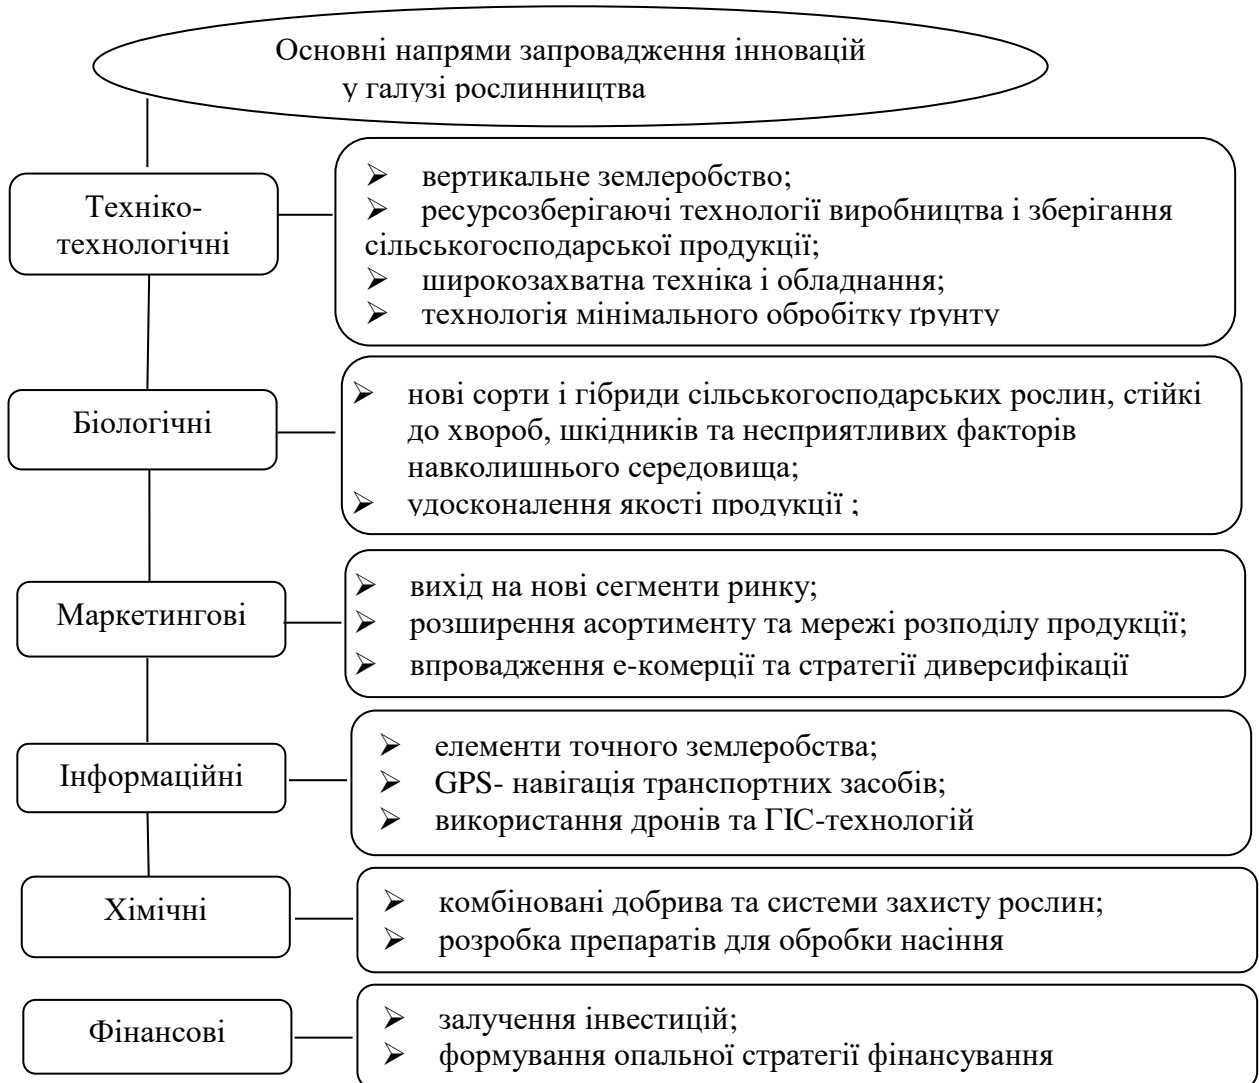 Основні напрями запровадження інновацій
у галузі рослинництва
Техніко-
технологічні
➢ вертикальне землеробство;
➢ ресурсозберігаючі технології виробництва і зберігання
сільськогосподарської продукції;
➢ широкозахватна техніка і обладнання;
➢ технологія мінімального обробітку ґрунту
Біологічні
➢ нові сорти і гібриди сільськогосподарських рослин, стійкі
до хвороб, шкідників та несприятливих факторів
навколишнього середовища;
➢ удосконалення якості продукції ;
Маркетингові
➢ вихід на нові сегменти ринку;
➢ розширення асортименту та мережі розподілу продукції;
➢ впровадження е-комерції та стратегії диверсифікації
Інформаційні
➢ елементи точного землеробства;
➢ GPS- навігація транспортних засобів;
➢ використання дронів та ГІС-технологій
Хімічні
➢ комбіновані добрива та системи захисту рослин;
➢ розробка препаратів для обробки насіння
Фінансові
➢ залучення інвестицій;
➢ формування опальної стратегії фінансування